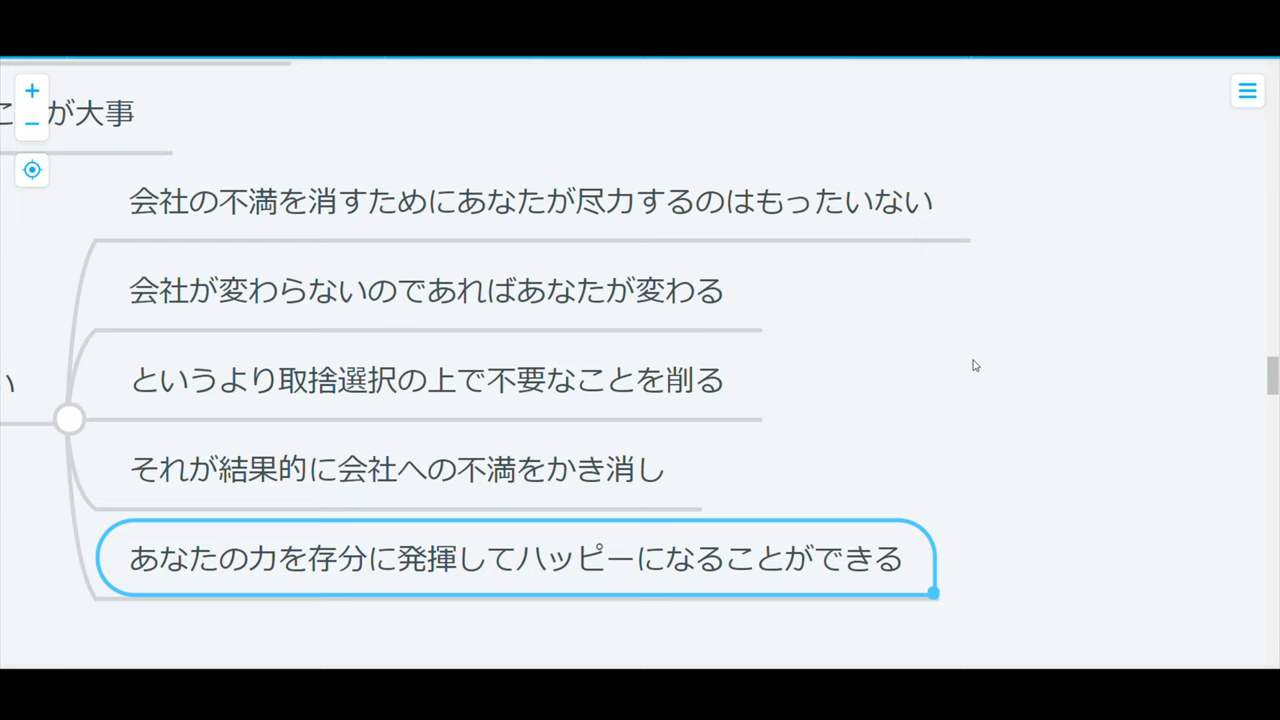 が大事
会社の不満を消すためにあなたが尽力するのはもったいない
会社が変わらないのであればあなたが変わる
というより取捨選択の上で不要なことを削る
い
それが結果的に会社への不満をかき消し
あなたの力を存分に発揮してハッピーになることができる